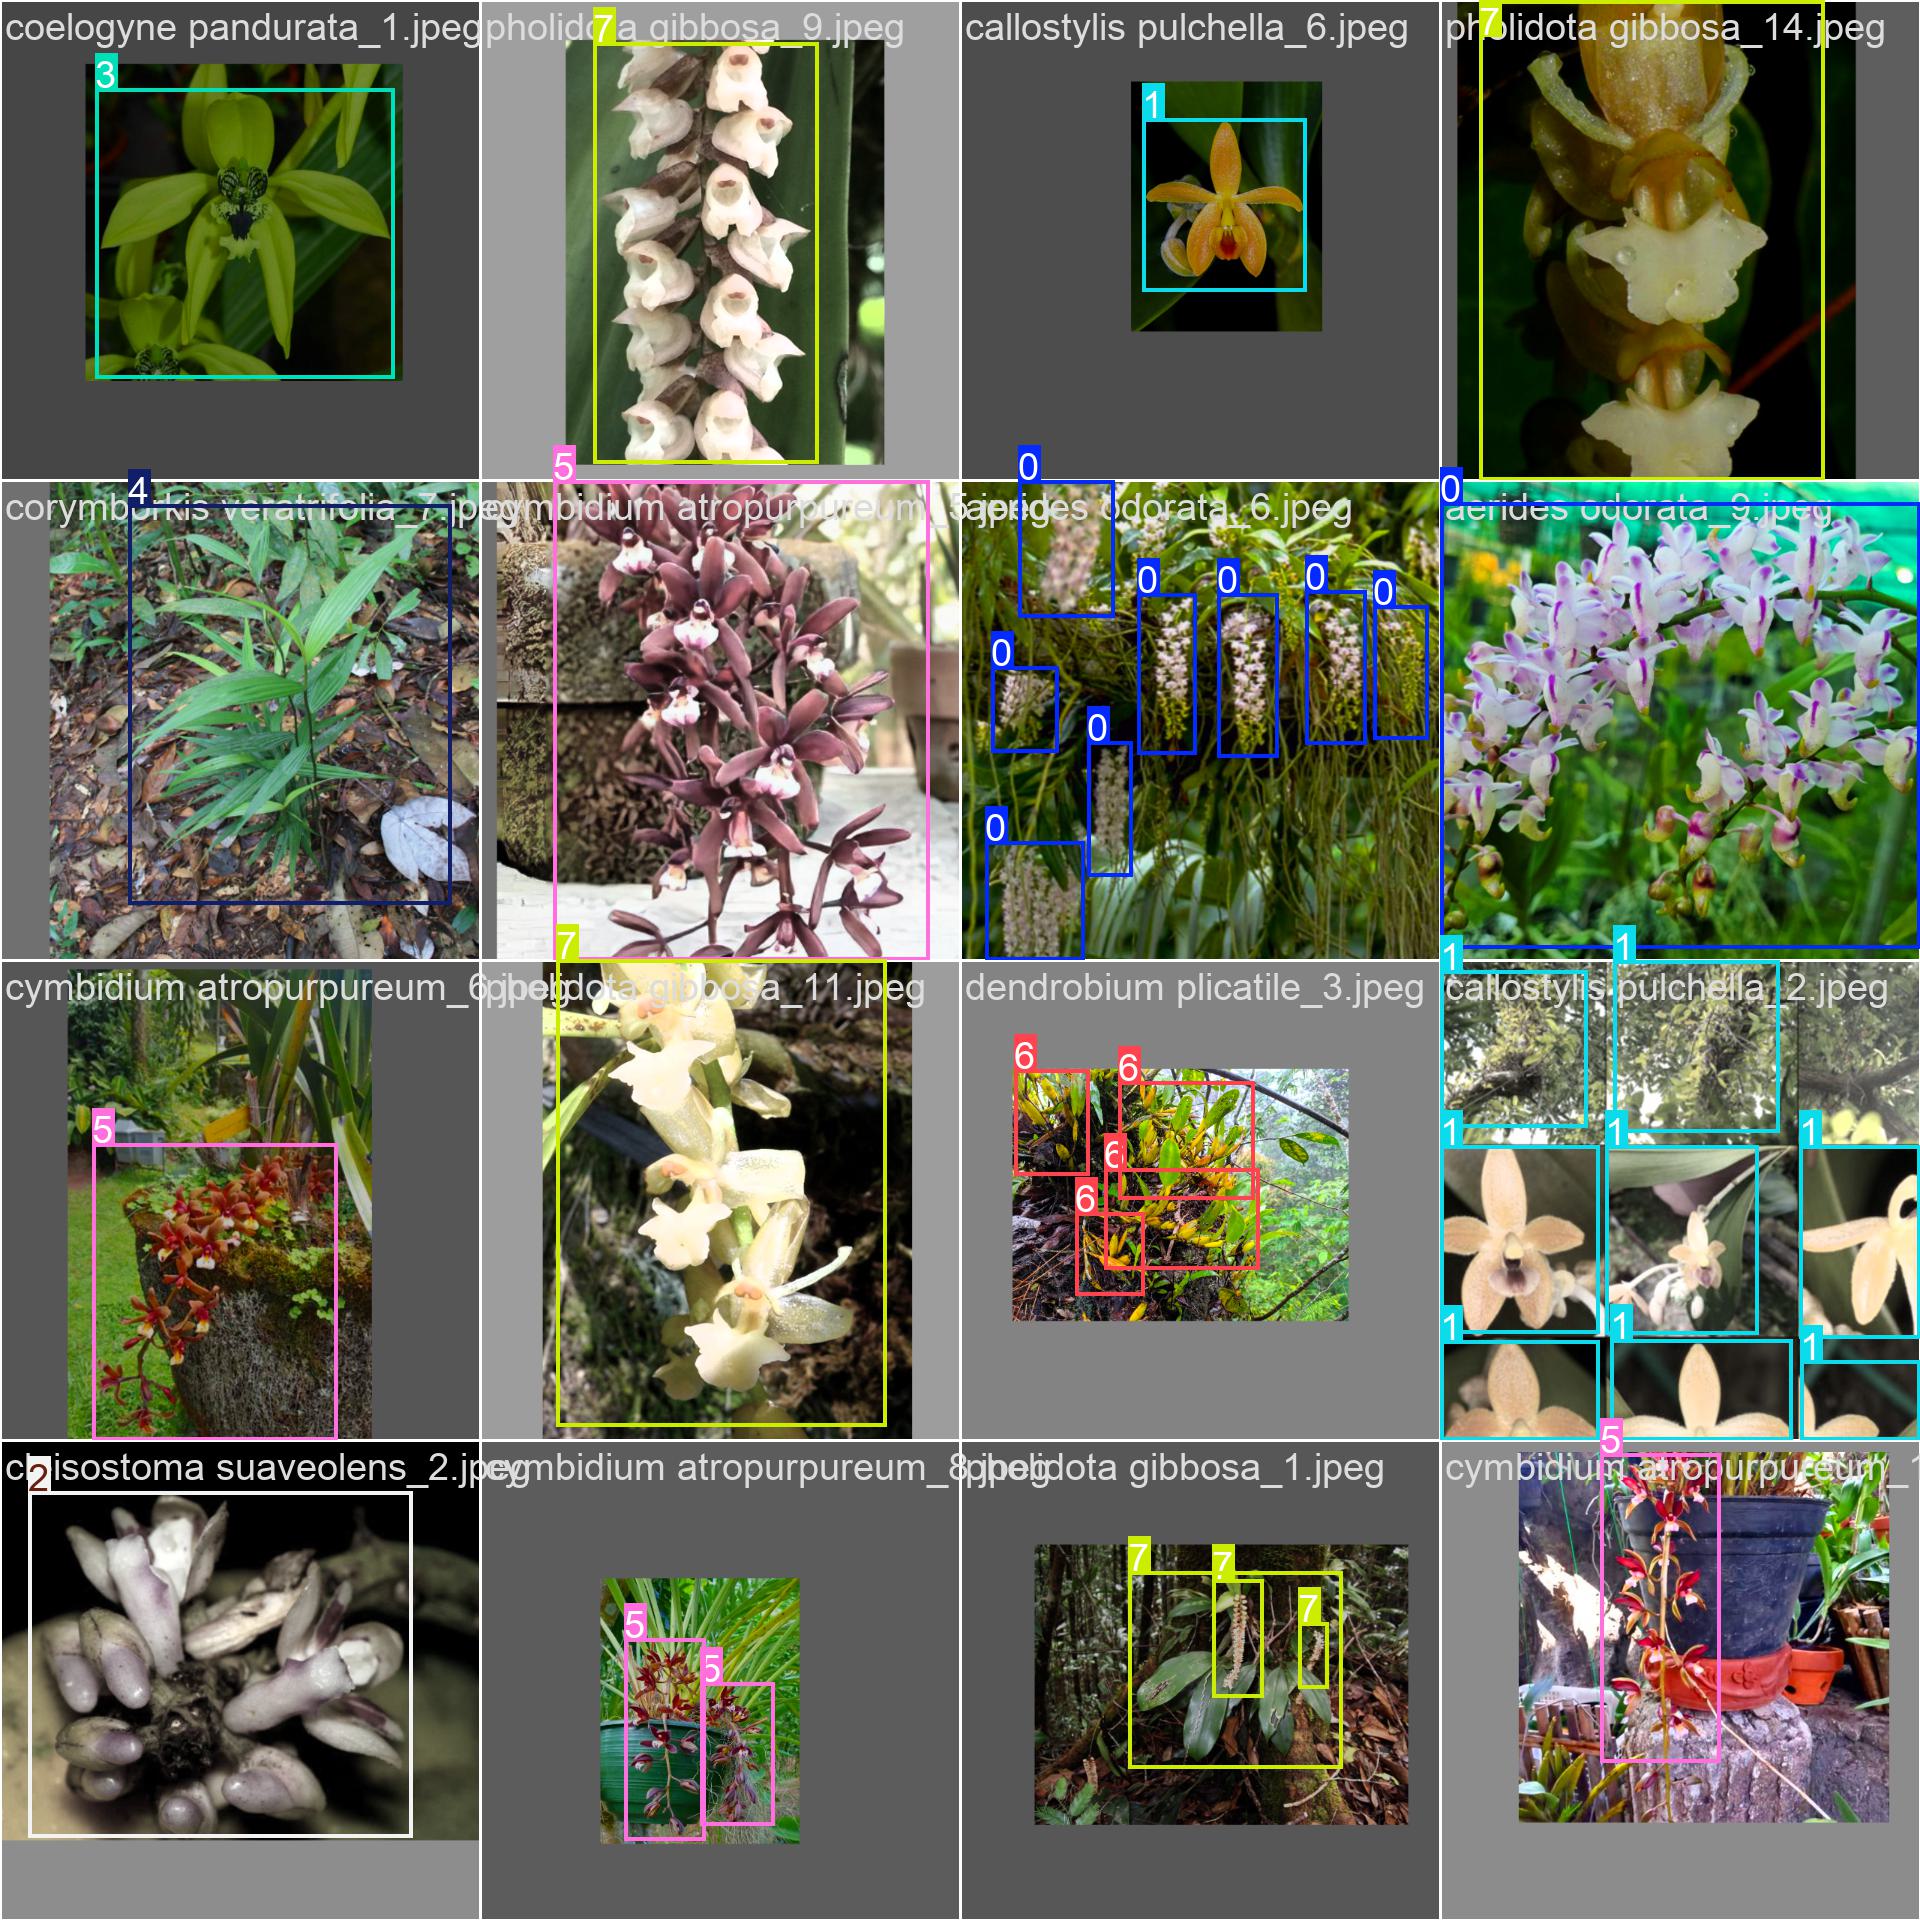 coelogyne pandurata_1.jpeg
pholidota gibbosa_9.jpeg
callostylis pulchella_6.jpeg
pholidota gibbosa_14.jpeg
3
7
1
7
corymborkis veratrifolia_7.jpeg
cymbidium atropurpureum_5.jpeg
aerides odorata_6.jpeg
aerides odorata_9.jpeg
4
5
0
0
0
0
0
0
0
0
0
cymbidium atropurpureum_6.jpeg
pholidota gibbosa_11.jpeg
dendrobium plicatile_3.jpeg
callostylis pulchella_2.jpeg
5
7
6
6
6
6
1
1
1
1
1
1
1
1
suaveolens_2.jpeg
cymbidium atropurpureum_8.jpeg
pholidota gibbosa_1.jpeg
cymbidium atropurpureum_1
2
5
5
7
7
7
5